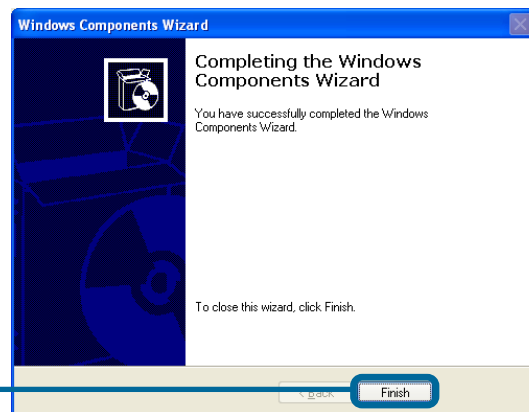 Windows Components Wizard
Completing the Windows
Components Wizard
You have successfully completed the Windows
Components Wizard.
To close this wizard, click Finish.
< Back
Finish